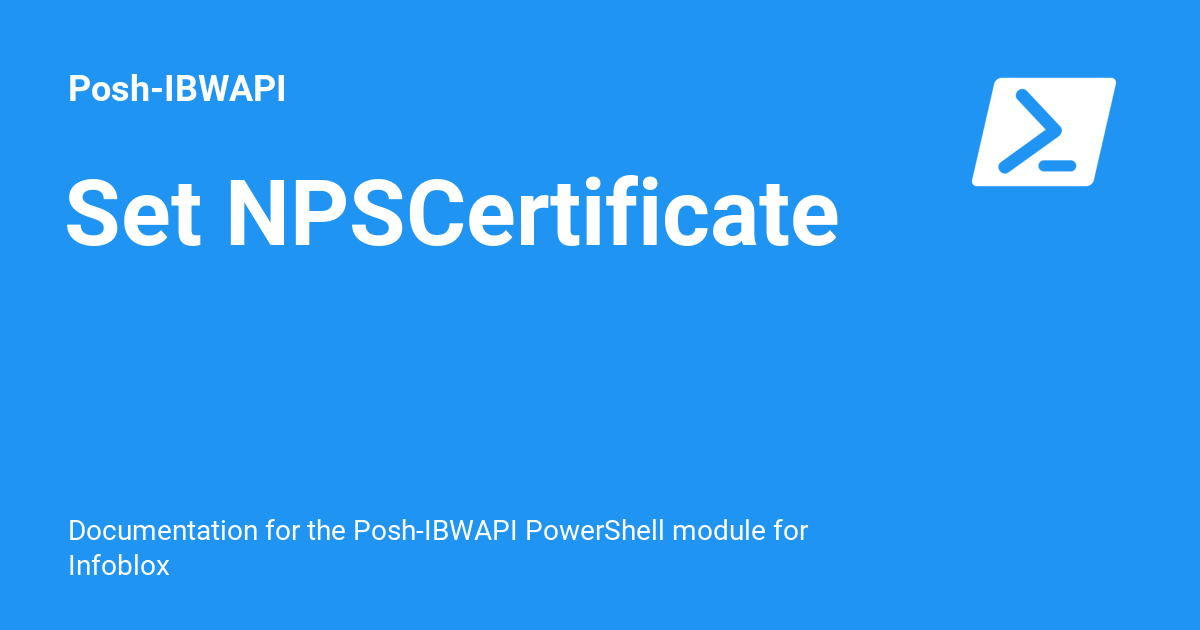 Posh-IBWAPI
Set NPSCertificate
Documentation for the Posh-IBWAPI PowerShell module for
Infoblox